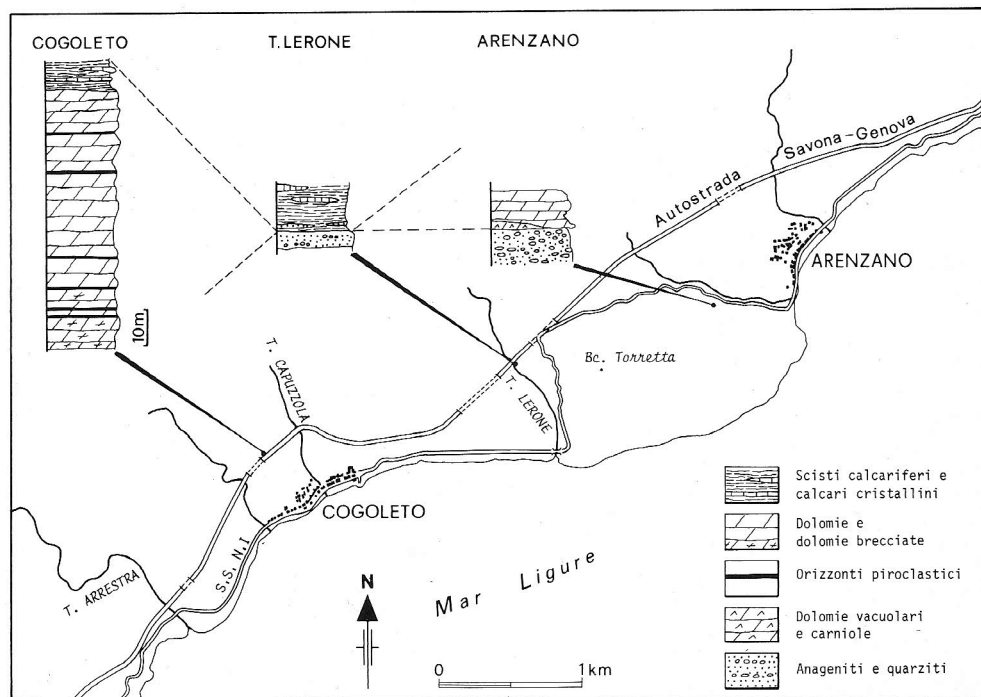 COGOLETO
T. LERONE
ARENZANO
10m
Autostrada Savona-Genova
ARENZANO
Bc. Torretta
T. LERONE
T. CAPUZZOLA
COGOLETO
S.S. N.I
T. ARRESTRA
Mar Ligure
N
0 1 km
Scisti calcariferi e
calcari cristallini
Dolomie e
dolomie brecciate
Orizzonti piroclastici
Dolomie vacuolari
e carniole
Anageniti e quarziti